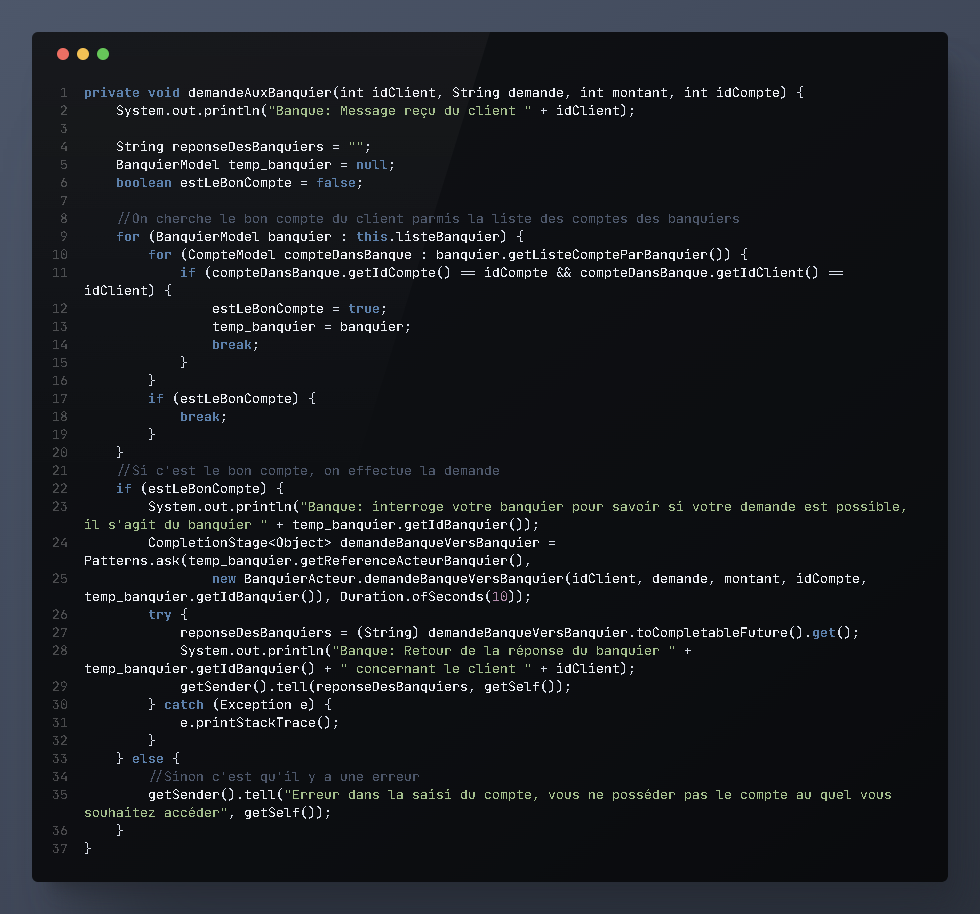 1 private void demandeAuxBanquier(int idClient, String demande, int montant, int idCompte) {
2     System.out.println("Banque: Message reçu du client " + idClient);
3
4     String reponseDesBanquiers = "";
5     BanquierModel temp_banquier = null;
6     boolean estLeBonCompte = false;
7
8     //On cherche le bon compte du client parmis la liste des comptes des banquiers
9     for (BanquierModel banquier : this.listeBanquier) {
10         for (CompteModel compteDansBanque : banquier.getListeCompteParBanquier()) {
11             if (compteDansBanque.getIdCompte() == idCompte && compteDansBanque.getIdClient() ==
idClient) {
12                 estLeBonCompte = true;
13                 temp_banquier = banquier;
14                 break;
15             }
16         }
17         if (estLeBonCompte) {
18             break;
19         }
20     }
21     //Si c'est le bon compte, on effectue la demande
22     if (estLeBonCompte) {
23         System.out.println("Banque: interroge votre banquier pour savoir si votre demande est possible,
il s'agit du banquier " + temp_banquier.getIdBanquier());
24         CompletionStage<Object> demandeBanqueVersBanquier =
Patterns.ask(temp_banquier.getReferenceActeurBanquier(),
25                 new BanquierActeur.demandeBanqueVersBanquier(idClient, demande, montant, idCompte,
temp_banquier.getIdBanquier()), Duration.ofSeconds(10));
26         try {
27             reponseDesBanquiers = (String) demandeBanqueVersBanquier.toCompletableFuture().get();
28             System.out.println("Banque: Retour de la réponse du banquier " +
temp_banquier.getIdBanquier() + " concernant le client " + idClient);
29             getSender().tell(reponseDesBanquiers, getSelf());
30         } catch (Exception e) {
31             e.printStackTrace();
32         }
33     } else {
34         //Sinon c'est qu'il y a une erreur
35         getSender().tell("Erreur dans la saisi du compte, vous ne posséder pas le compte au quel vous
souhaitez accéder", getSelf());
36     }
37 }